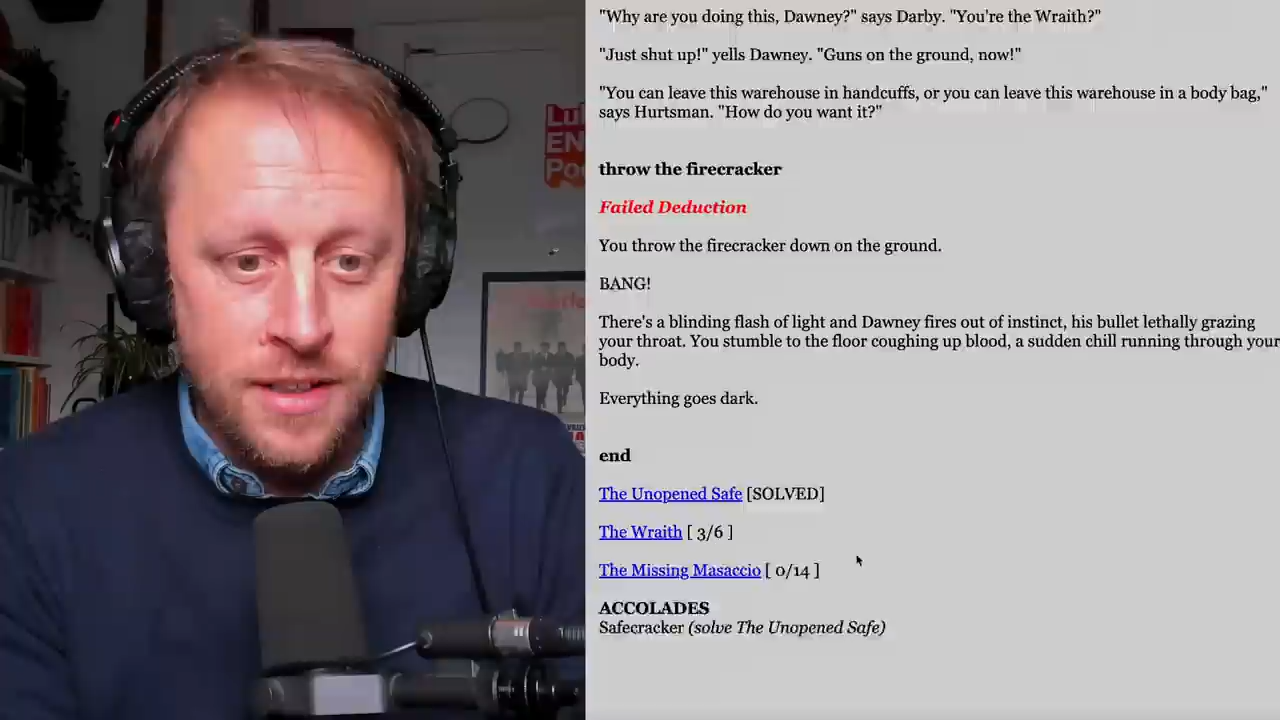 "Why are you doing this, Dawney?" says Darby. "You're the Wraith?"
"Just shut up!" yells Dawney. "Guns on the ground, now!"
"You can leave this warehouse in handcuffs, or you can leave this warehouse in a body bag,"
says Hurtsman. "How do you want it?"
throw the firecracker
Failed Deduction
You throw the firecracker down on the ground.
BANG!
There's a blinding flash of light and Dawney fires out of instinct, his bullet lethally grazing
your throat. You stumble to the floor coughing up blood, a sudden chill running through your
body.
Everything goes dark.
end
The Unopened Safe [SOLVED]
The Wraith [ 3/6 ]
The Missing Masaccio [ 0/14 ]
ACCOLADES
Safecracker (solve The Unopened Safe)